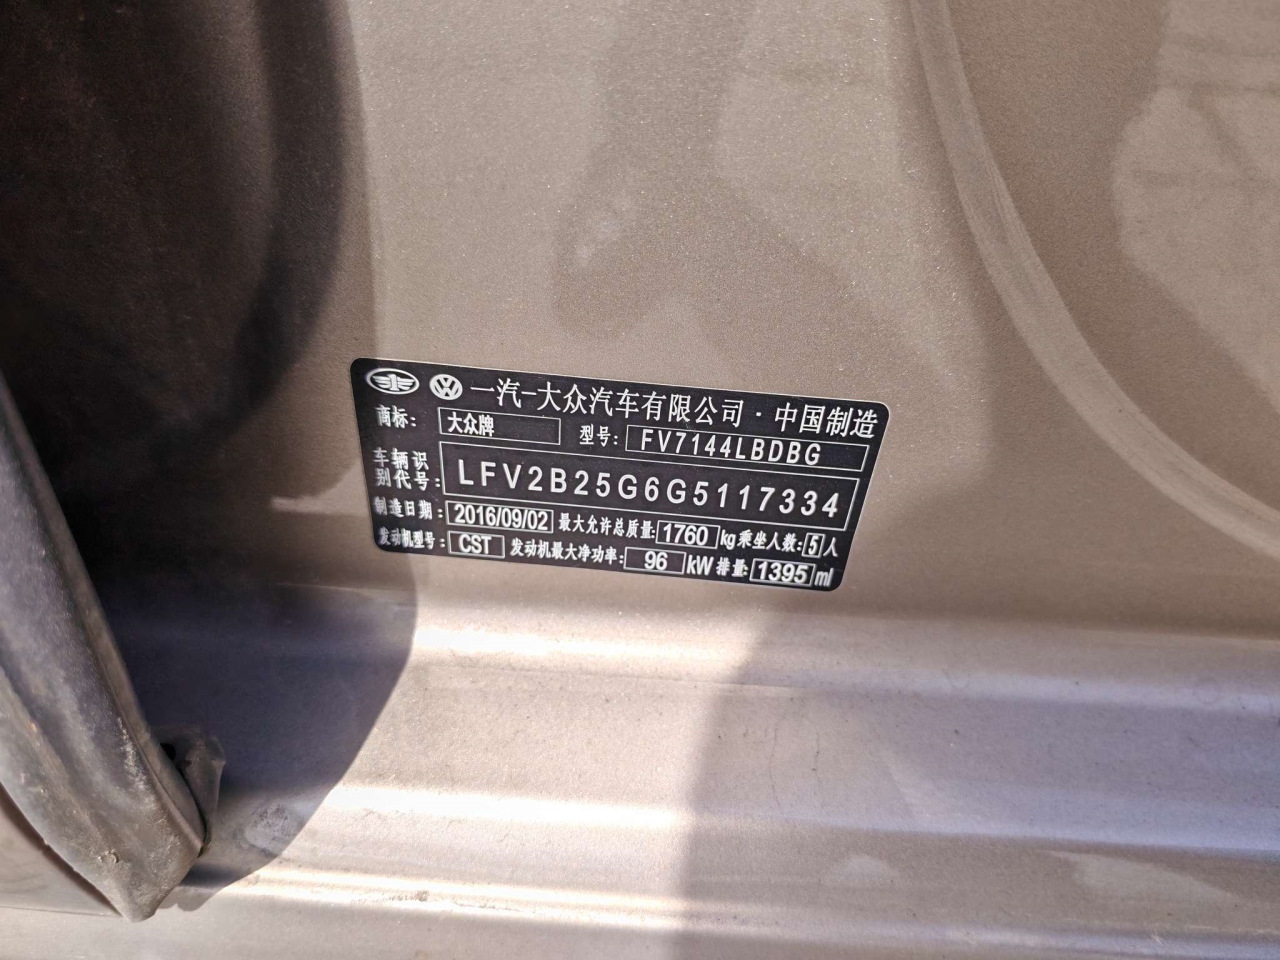 一汽-大众汽车有限公司·中国制造
商标: 大众牌 型号: FV7144LBDBG
车辆识别代号: LFV2B25G6G5117334
制造日期: 2016/09/02 最大允许总质量: 1760 kg 乘坐人数: 5 人
发动机型号: CST 发动机最大净功率: 96 kW 排量: 1395 ml